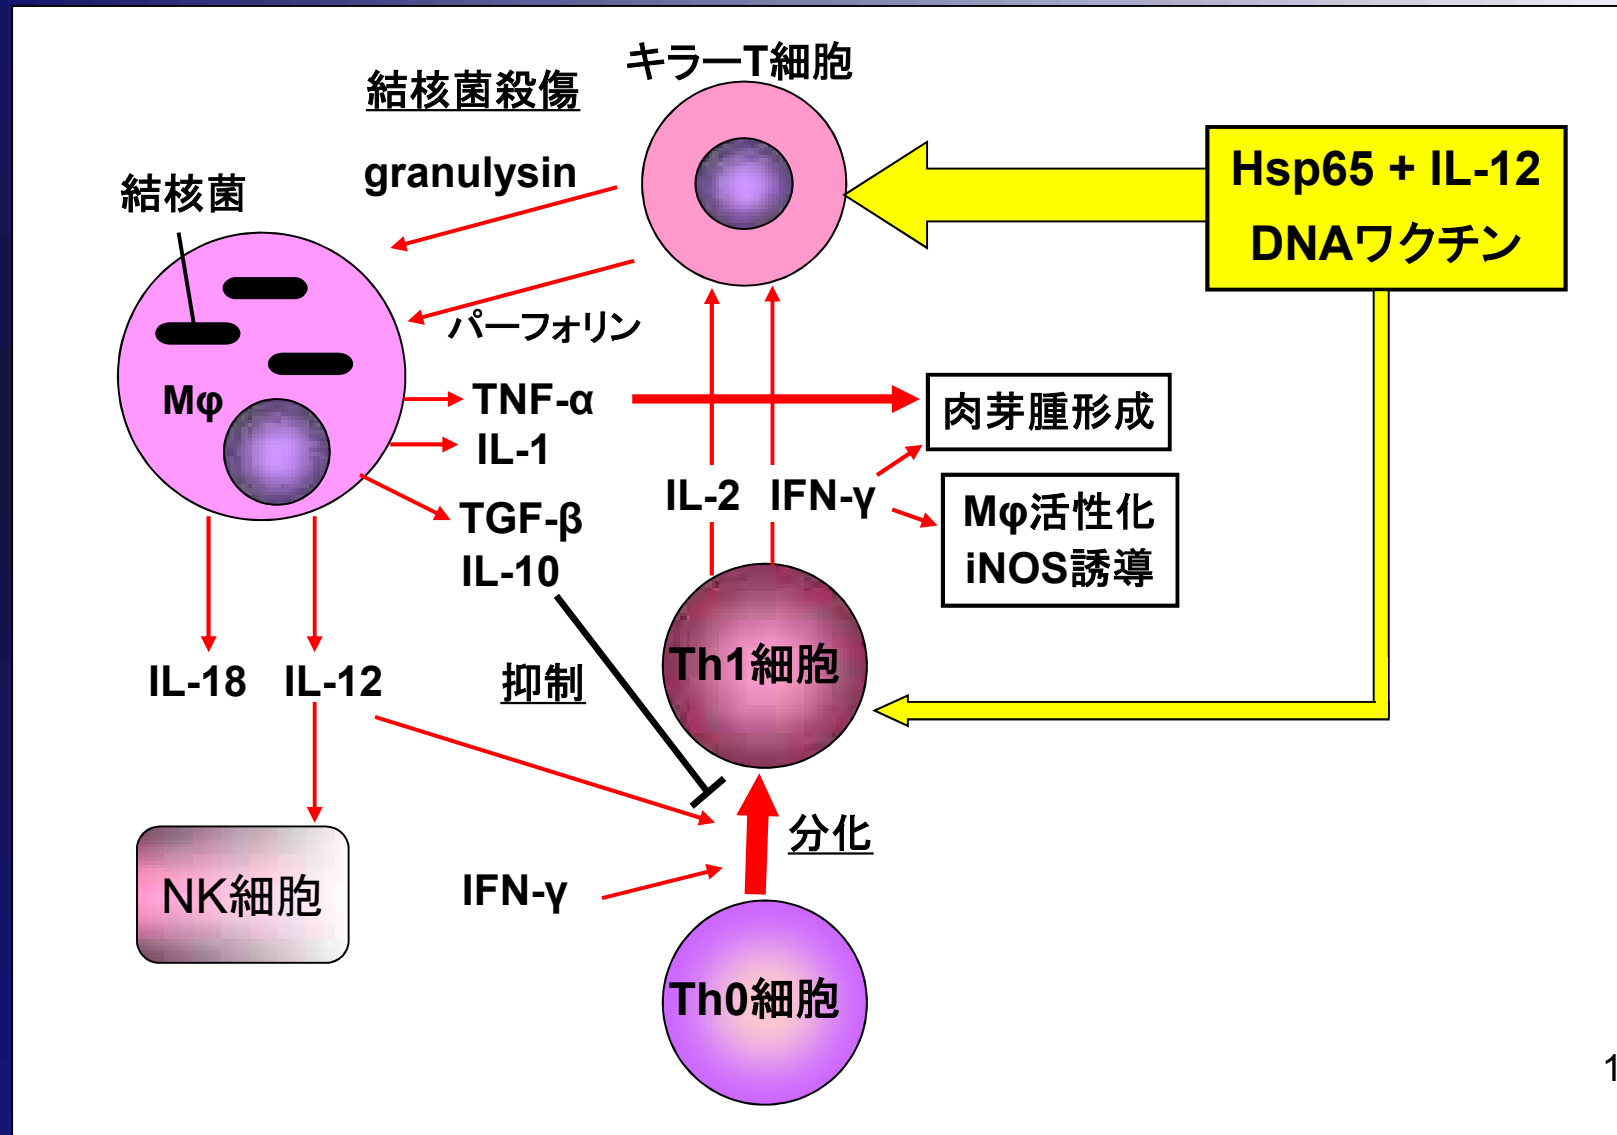 キラーT細胞
結核菌殺傷
granulysin
結核菌
Hsp65 + IL-12
DNAワクチン
パーフォリン
Mφ
TNF-α
IL-1
TGF-β
IL-10
IL-2
IFN-γ
肉芽腫形成
Mφ活性化
iNOS誘導
Th1細胞
IL-18
IL-12
抑制
分化
NK細胞
IFN-γ
Th0細胞
1